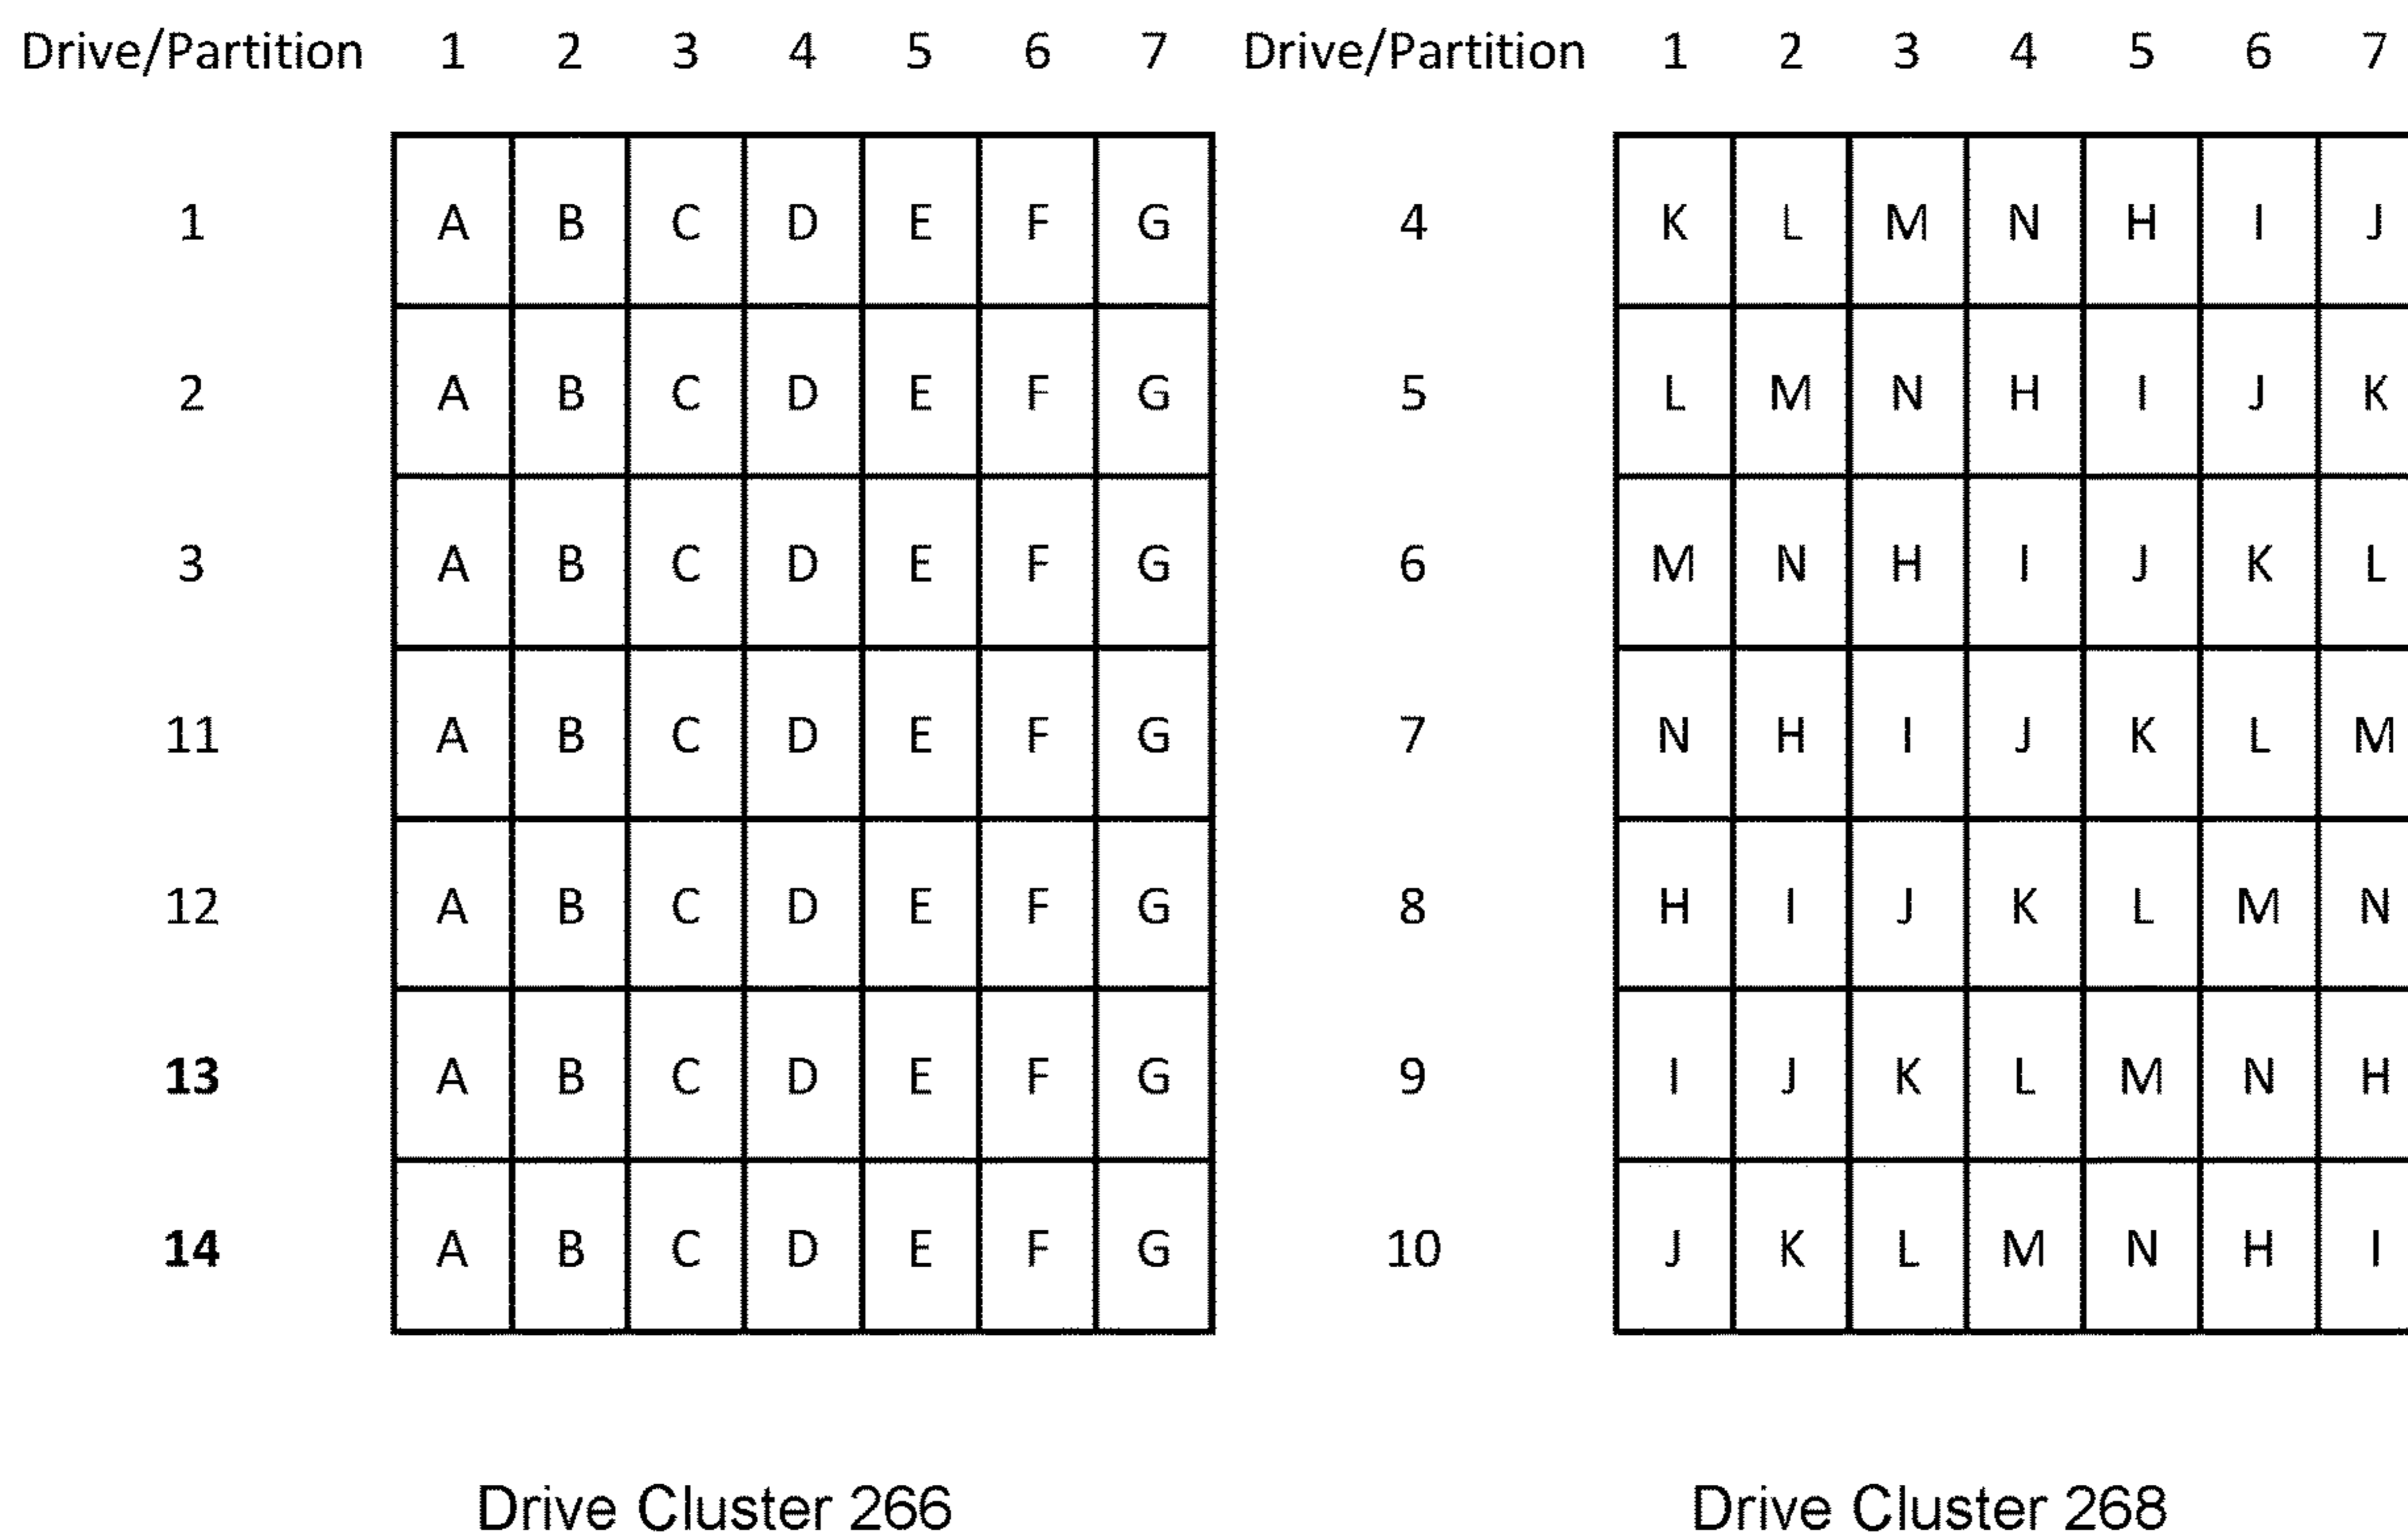 Drive/Partition 1 2 3 4 5 6 7 Drive/Partition 1 2 3 4 5 6 7
1 A B C D E F G 4 K L M N H I J
2 A B C D E F G 5 L M N H I J K
3 A B C D E F G 6 M N H I J K L
11 A B C D E F G 7 N H I J K L M
12 A B C D E F G 8 H I J K L M N
13 A B C D E F G 9 I J K L M N H
14 A B C D E F G 10 J K L M N H I
Drive Cluster 266 Drive Cluster 268